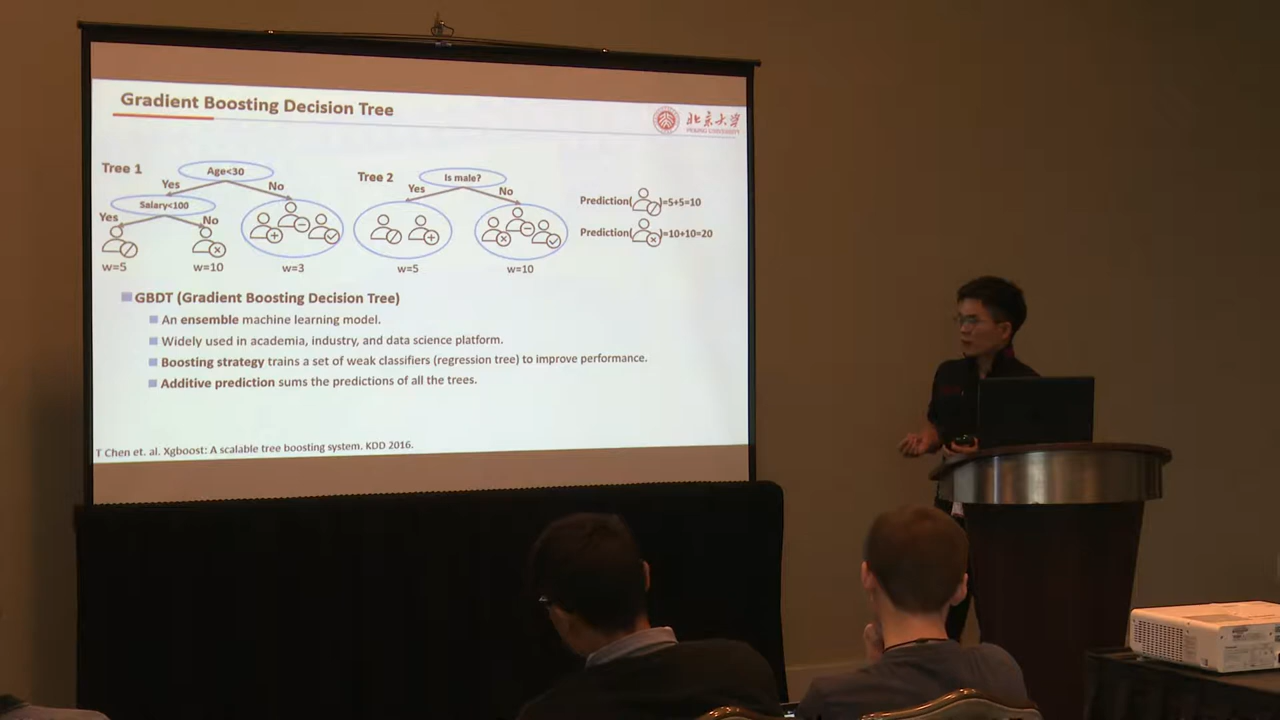 Gradient Boosting Decision Tree
北京大学
PEKING UNIVERSITY
Tree 1
Age<30
Yes
No
Salary<100
Yes
No
w=5
w=10
w=3
Tree 2
Is male?
Yes
No
w=5
w=10
Prediction( )=5+5=10
Prediction( )=10+10=20
GBDT (Gradient Boosting Decision Tree)
An ensemble machine learning model.
Widely used in academia, industry, and data science platform.
Boosting strategy trains a set of weak classifiers (regression tree) to improve performance.
Additive prediction sums the predictions of all the trees.
T Chen et. al. Xgboost: A scalable tree boosting system. KDD 2016.